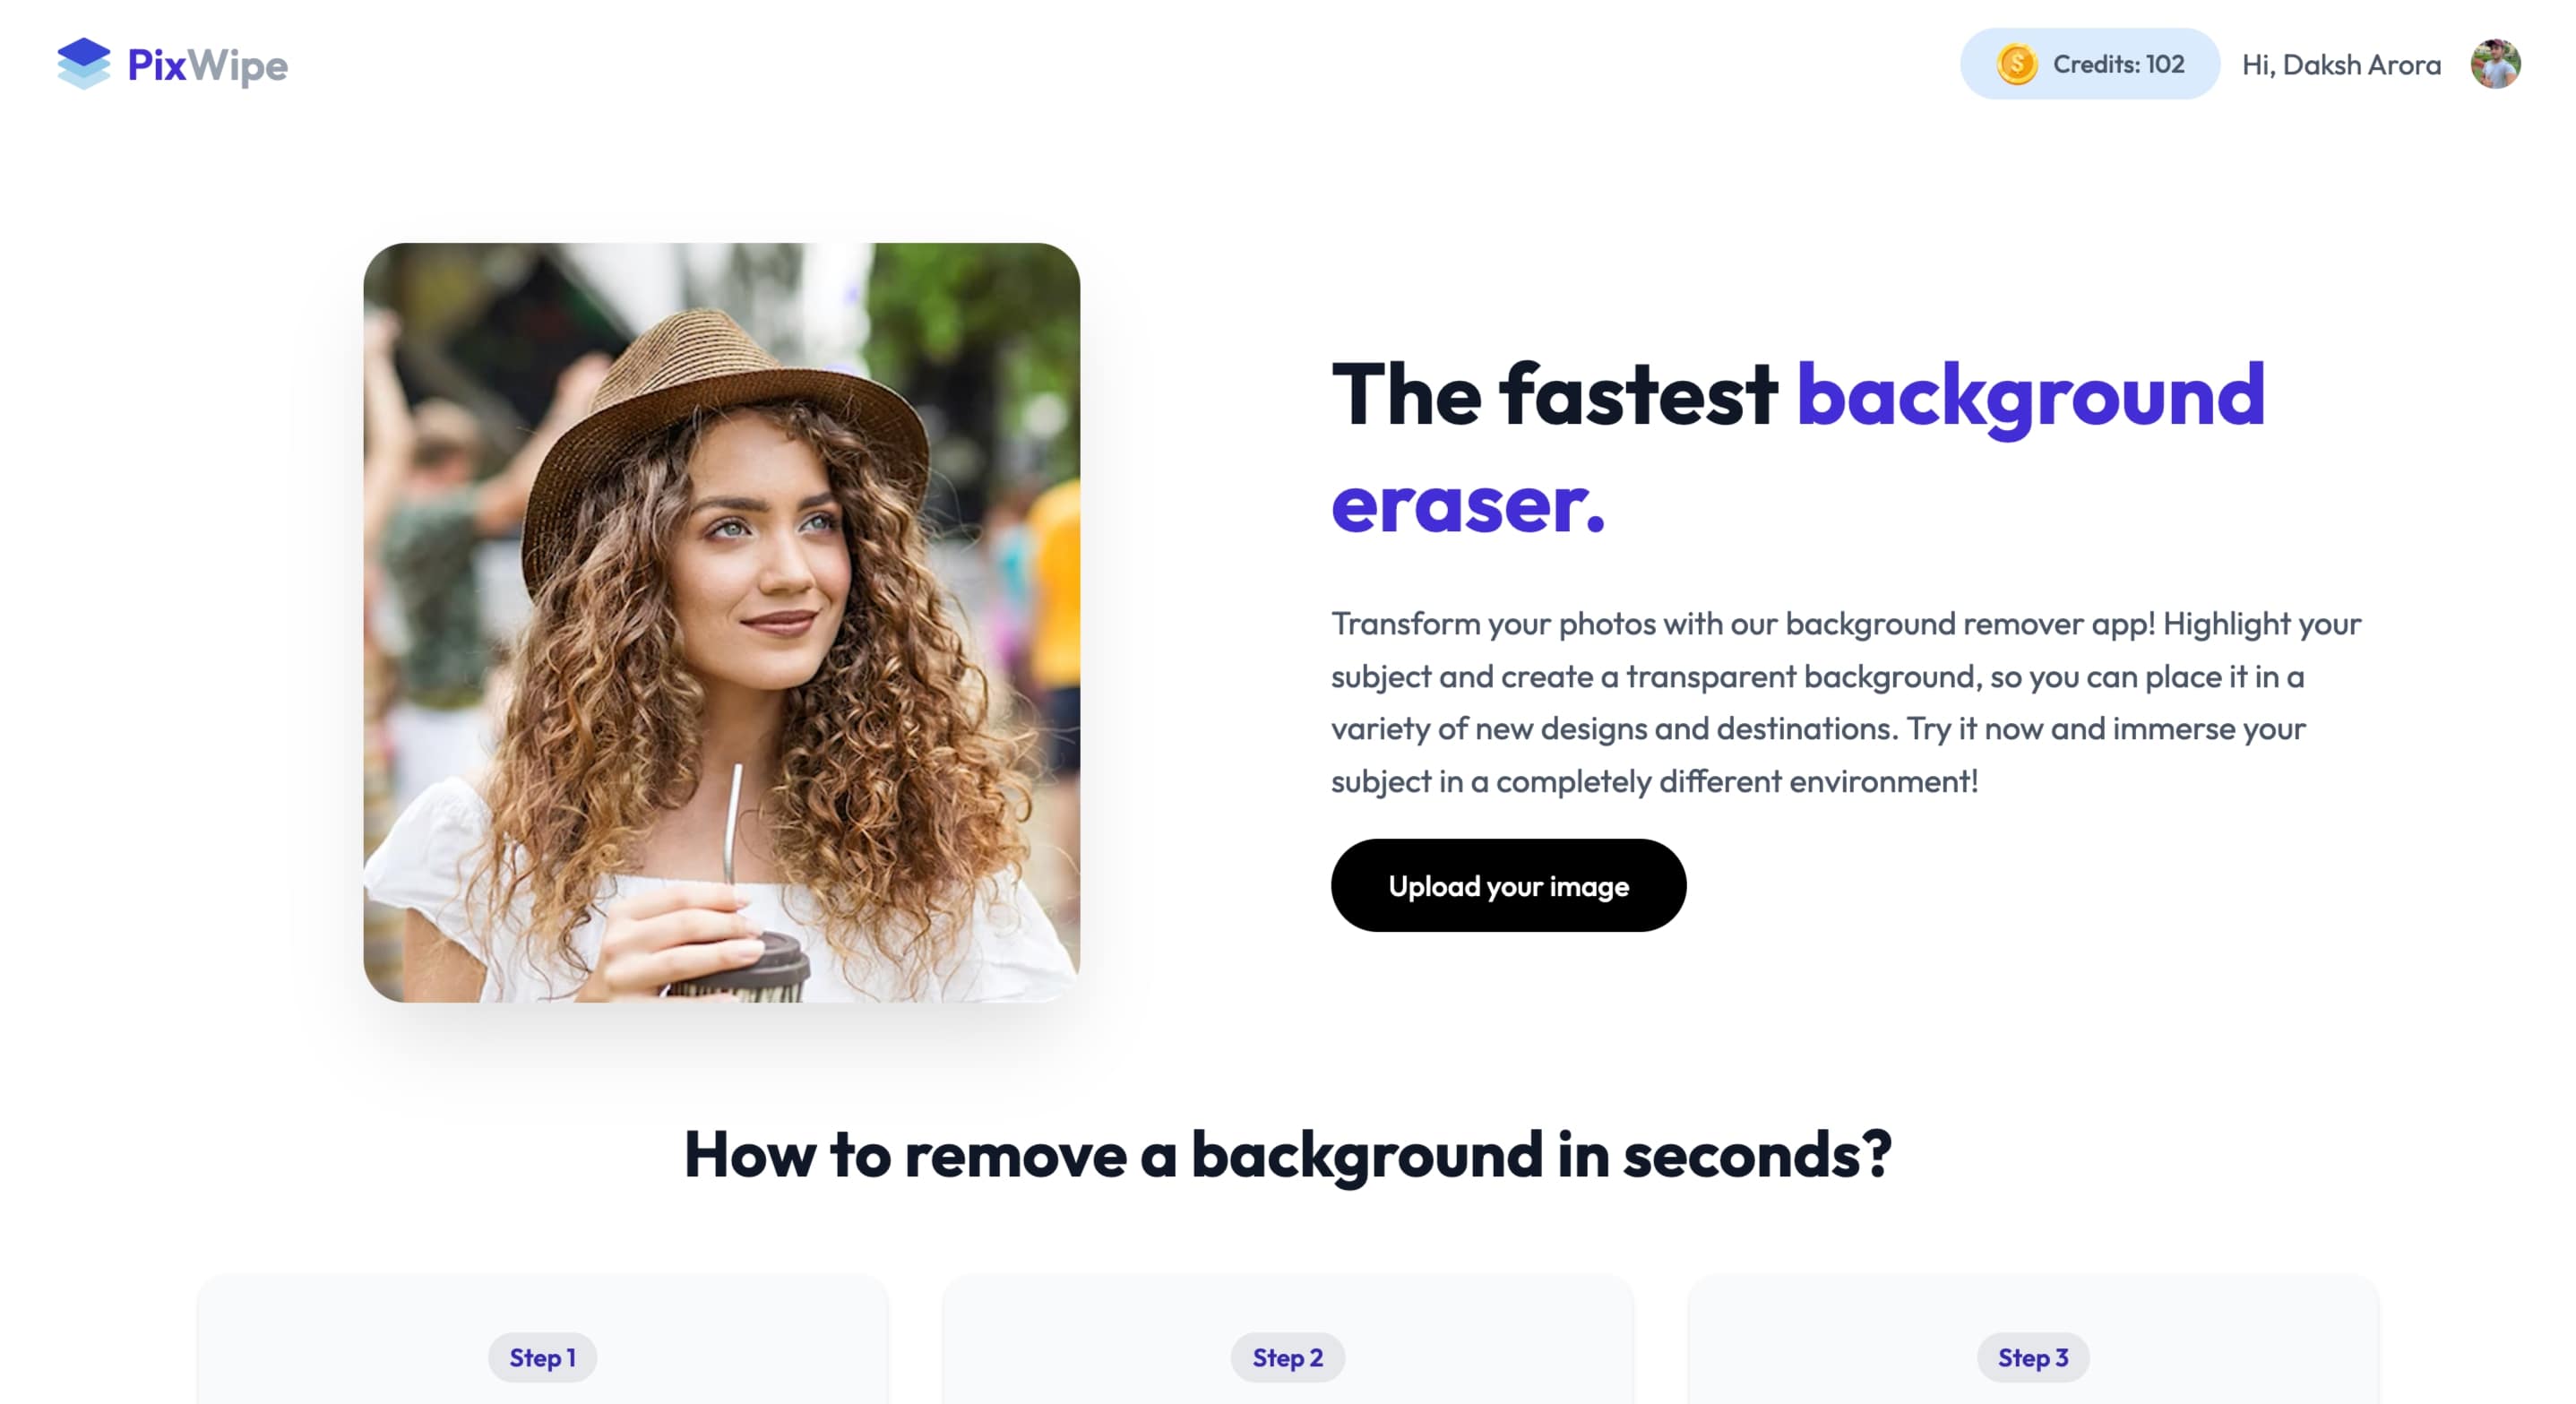 PixWipe
$ Credits: 102
Hi, Daksh Arora
The fastest background
eraser.
Transform your photos with our background remover app! Highlight your
subject and create a transparent background, so you can place it in a
variety of new designs and destinations. Try it now and immerse your
subject in a completely different environment!
Upload your image
How to remove a background in seconds?
Step 1
Step 2
Step 3